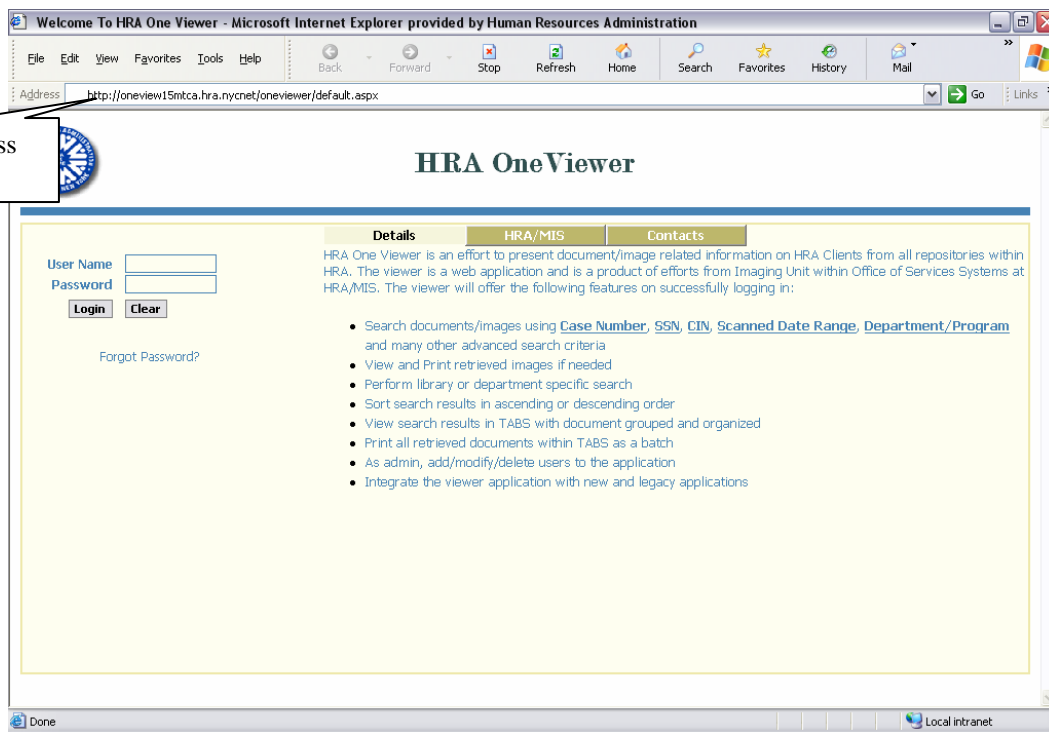 Welcome To HRA One Viewer - Microsoft Internet Explorer provided by Human Resources Administration
File Edit View Favorites Tools Help
Back Forward Stop Refresh Home Search Favorites History Mail »
Address http://oneview15mtca.hra.nycnet/oneviewer/default.aspx Go Links
ss
HRA OneViewer
Details HRA/MIS Contacts
User Name
Password
Login Clear
Forgot Password?
HRA One Viewer is an effort to present document/image related information on HRA Clients from all repositories within
HRA. The viewer is a web application and is a product of efforts from Imaging Unit within Office of Services Systems at
HRA/MIS. The viewer will offer the following features on successfully logging in:
• Search documents/images using Case Number, SSN, CIN, Scanned Date Range, Department/Program
and many other advanced search criteria
• View and Print retrieved images if needed
• Perform library or department specific search
• Sort search results in ascending or descending order
• View search results in TABS with document grouped and organized
• Print all retrieved documents within TABS as a batch
• As admin, add/modify/delete users to the application
• Integrate the viewer application with new and legacy applications
Done Local intranet